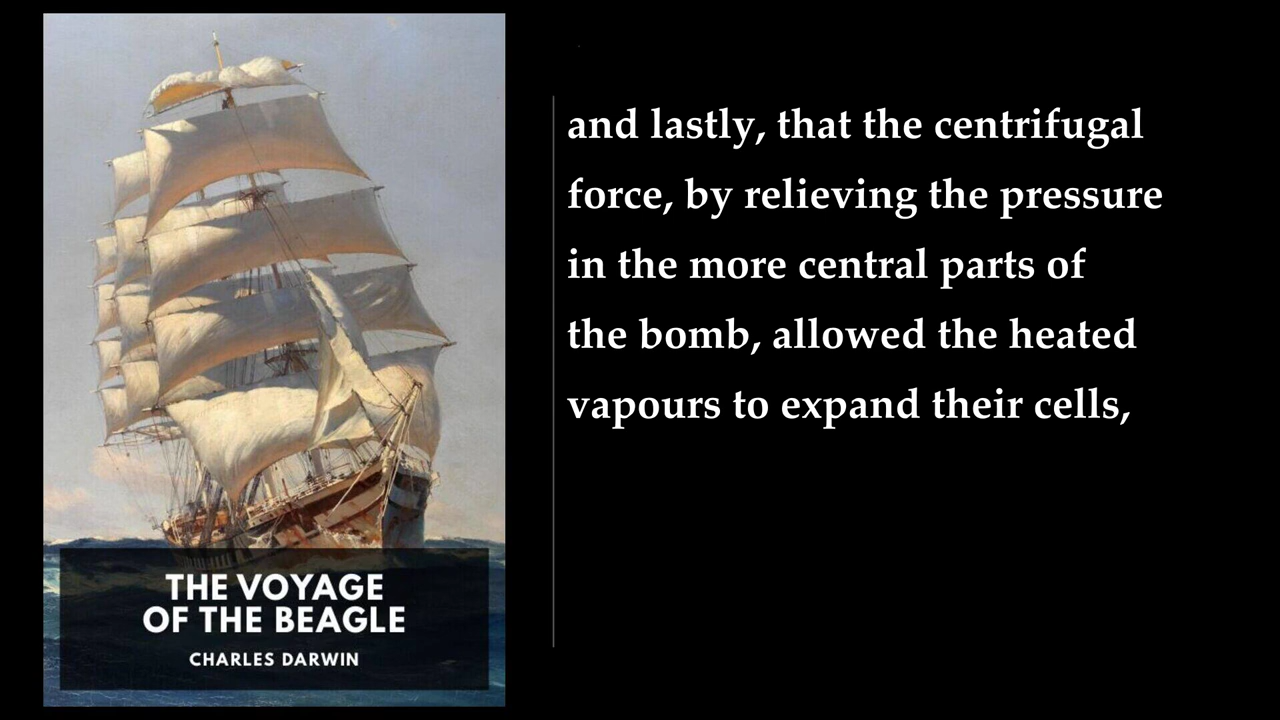 and lastly, that the centrifugal
force, by relieving the pressure
in the more central parts of
the bomb, allowed the heated
vapours to expand their cells,
THE VOYAGE
OF THE BEAGLE
CHARLES DARWIN